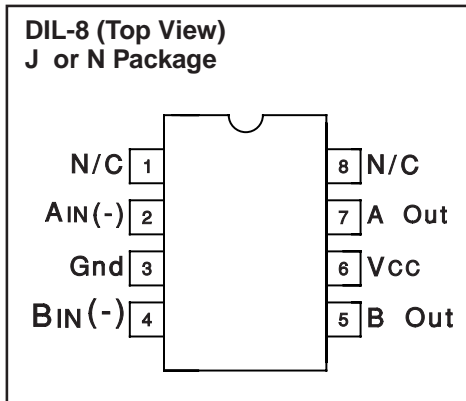 DIL-8 (Top View)
J or N Package
N/C 1 8 N/C
AIN(-) 2 7 A Out
Gnd 3 6 Vcc
BIN(-) 4 5 B Out